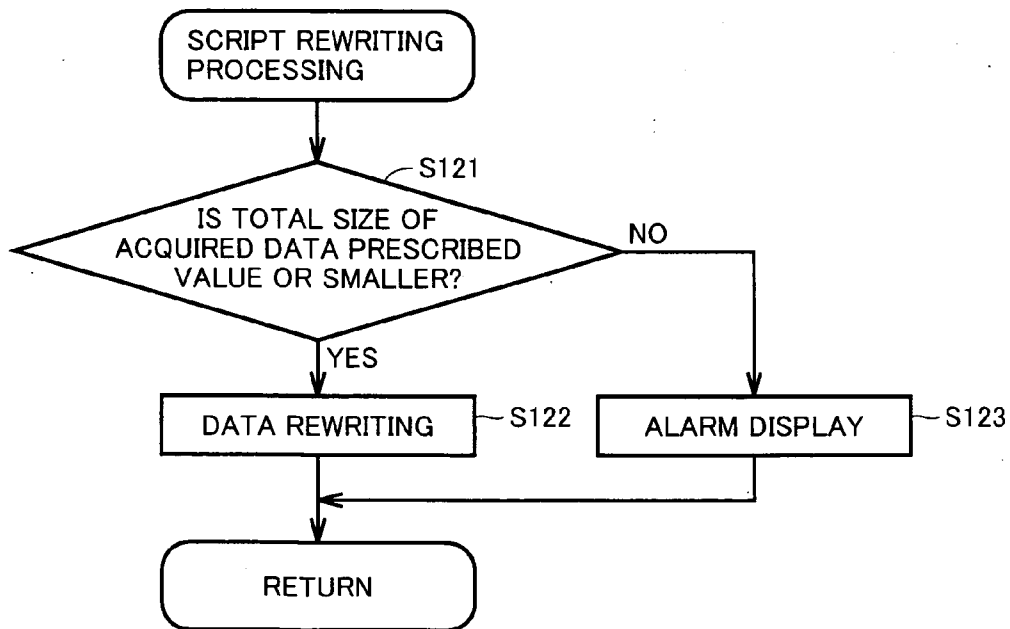 SCRIPT REWRITING
PROCESSING
S121
IS TOTAL SIZE OF
ACQUIRED DATA PRESCRIBED
VALUE OR SMALLER?
NO
YES
DATA REWRITING
S122
ALARM DISPLAY
S123
RETURN